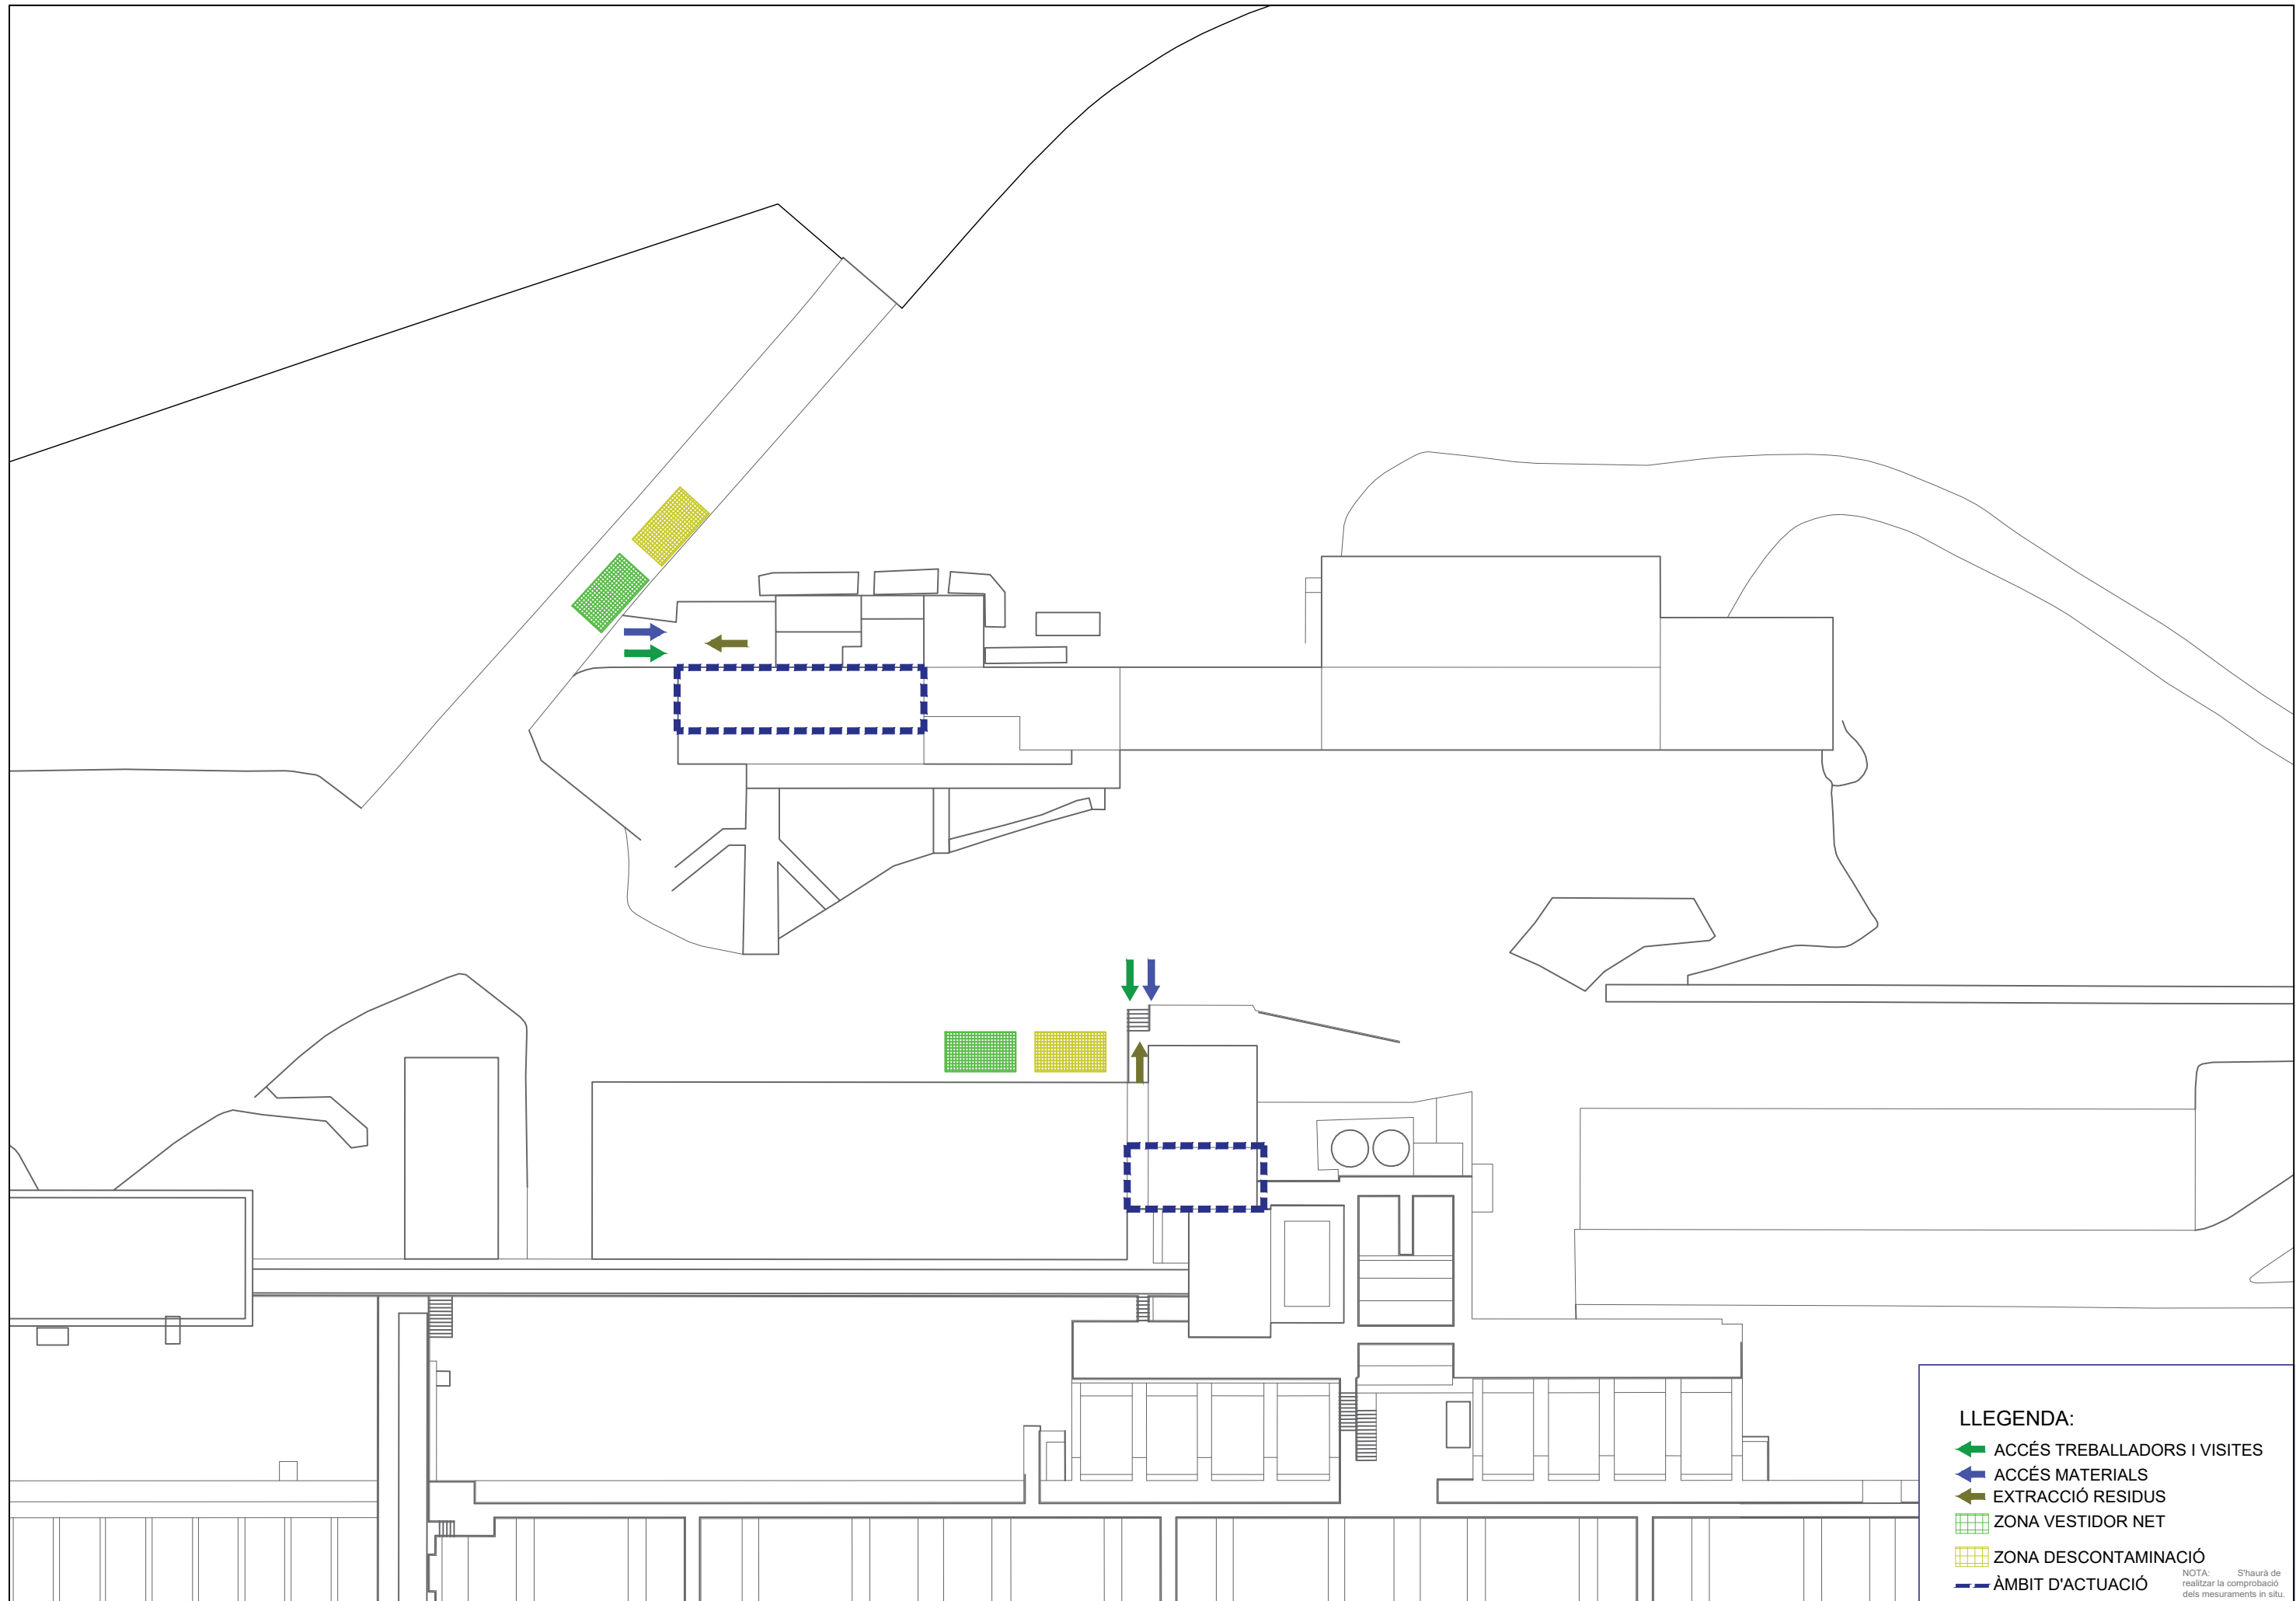 LLEGENDA:
ACCÉS TREBALLADORS I VISITES
ACCÉS MATERIALS
EXTRACCIÓ RESIDUS
ZONA VESTIDOR NET
ZONA DESCONTAMINACIÓ
ÀMBIT D'ACTUACIÓ
NOTA: S'haurà de
realitzar la comprobació
dels mesuraments in situ.